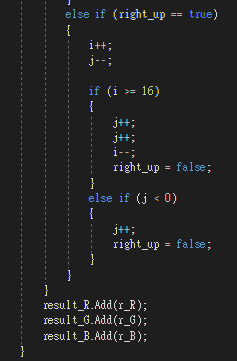 }
else if (right_up == true)
{
i++;
j--;
if (i >= 16)
{
j++;
j++;
i--;
right_up = false;
}
else if (j < 0)
{
j++;
right_up = false;
}
}
}
result_R.Add(r_R);
result_G.Add(r_G);
result_B.Add(r_B);
}